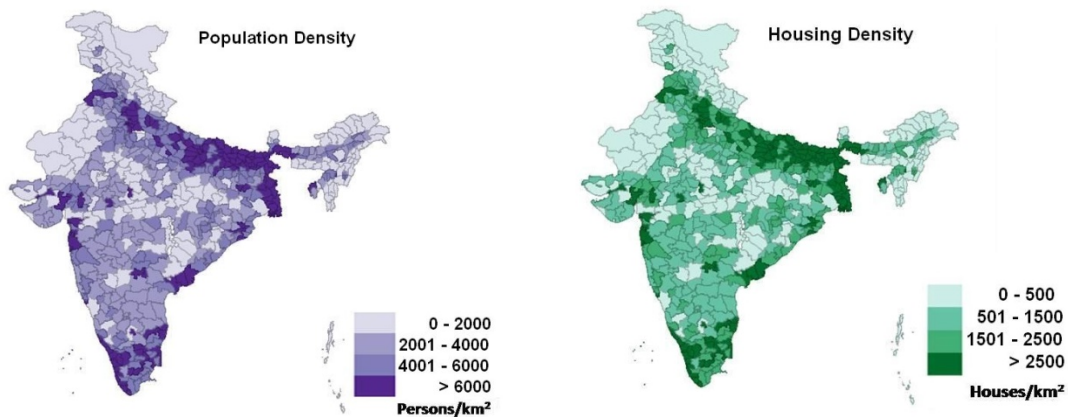 Population Density
0 - 2000
2001 - 4000
4001 - 6000
> 6000
Persons/km²
Housing Density
0 - 500
501 - 1500
1501 - 2500
> 2500
Houses/km²